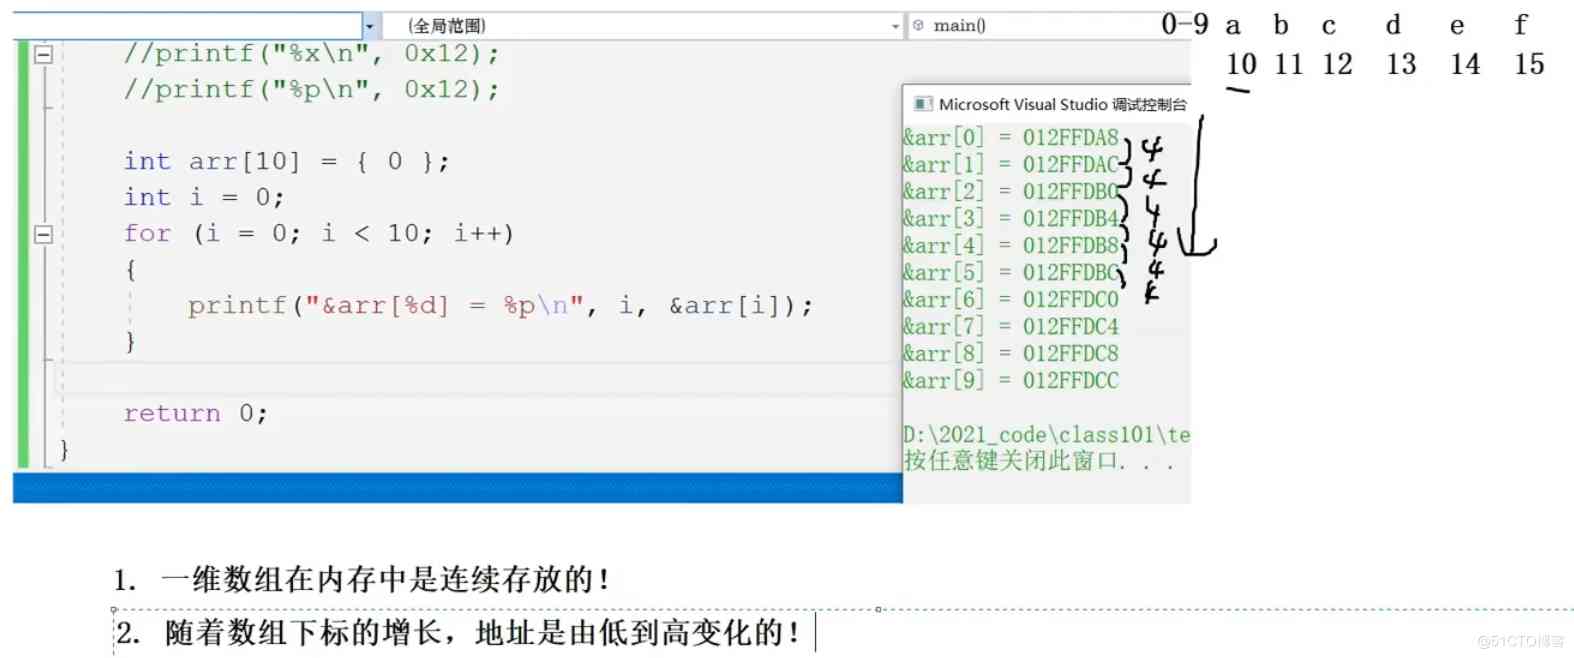 (全局范围)
main()
0-9 a b c d e f
10 11 12 13 14 15
//printf("%x\n", 0x12);
//printf("%p\n", 0x12);
int arr[10] = { 0 };
int i = 0;
for (i = 0; i < 10; i++)
{
printf("&arr[%d] = %p\n", i, &arr[i]);
}
return 0;
}
Microsoft Visual Studio 调试控制台
&arr[0] = 012FFDA8
&arr[1] = 012FFDAC
&arr[2] = 012FFDB0
&arr[3] = 012FFDB4
&arr[4] = 012FFDB8
&arr[5] = 012FFDBC
&arr[6] = 012FFDC0
&arr[7] = 012FFDC4
&arr[8] = 012FFDC8
&arr[9] = 012FFDCC
4
4
4
4
4
D:\2021_code\class101\te
按任意键关闭此窗口. . .
1. 一维数组在内存中是连续存放的!
2. 随着数组下标的增长，地址是由低到高变化的!
@51CTO博客